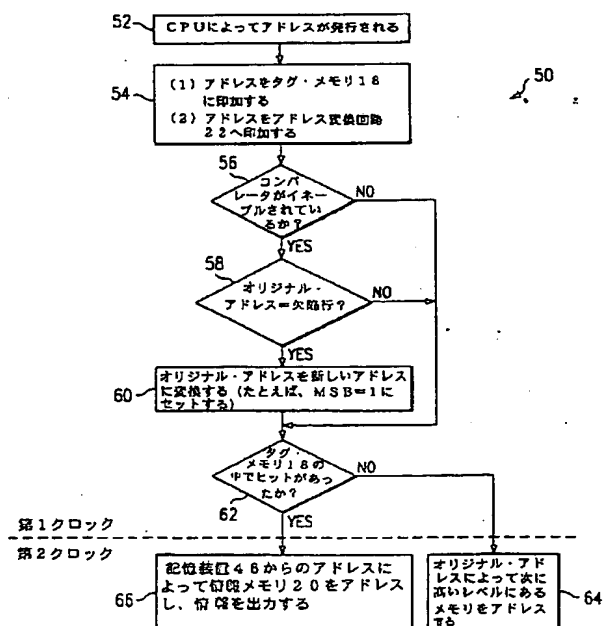 52
CPUによってアドレスが発行される
50
54
(1)アドレスをタグ・メモリ18
に印加する
(2)アドレスをアドレス変換回路
22へ印加する
56
コンパ
レータがイネー
ブルされてい
るか?
NO
YES
58
オリジナル・
アドレス=欠陥行?
NO
YES
60
オリジナル・アドレスを新しいアドレス
に変換する(たとえば、MSB=1に
セットする)
タグ・
メモリ18の
中でヒットがあっ
たか?
NO
62
YES
第1クロック
第2クロック
66
記憶装置46からのアドレスに
よって情報メモリ20をアドレス
し、情報を出力する
オリジナル・アド
レスによって次に
高いレベルにある
メモリをアドレス
する
64